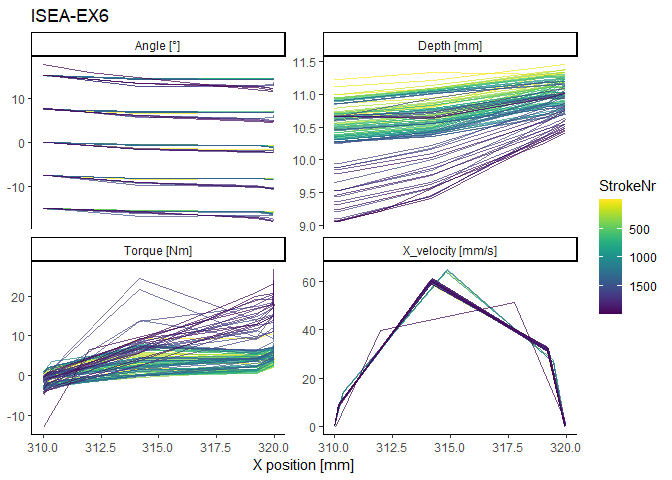 ISEA-EX6
Angle [°]
Depth [mm]
10
0
-10
11.5
11.0
10.5
10.0
9.5
9.0
StrokeNr
500
1000
1500
Torque [Nm]
X_velocity [mm/s]
20
10
0
-10
60
40
20
0
310.0 312.5 315.0 317.5 320.0
310.0 312.5 315.0 317.5 320.0
X position [mm]